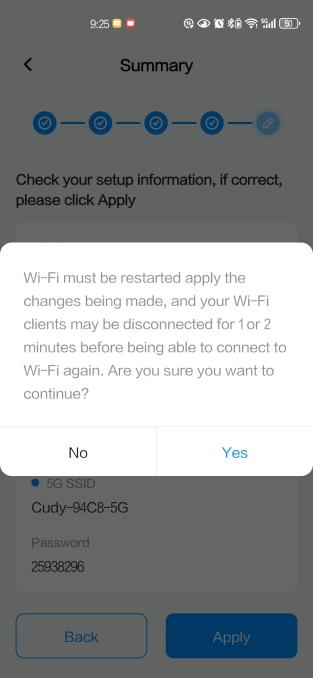 9:25
5G
50
Summary
Check your setup information, if correct,
please click Apply
Wi-Fi must be restarted apply the
changes being made, and your Wi-Fi
clients may be disconnected for 1 or 2
minutes before being able to connect to
Wi-Fi again. Are you sure you want to
continue?
No
Yes
5G SSID
Cudy-94C8-5G
Password
25938296
Back
Apply